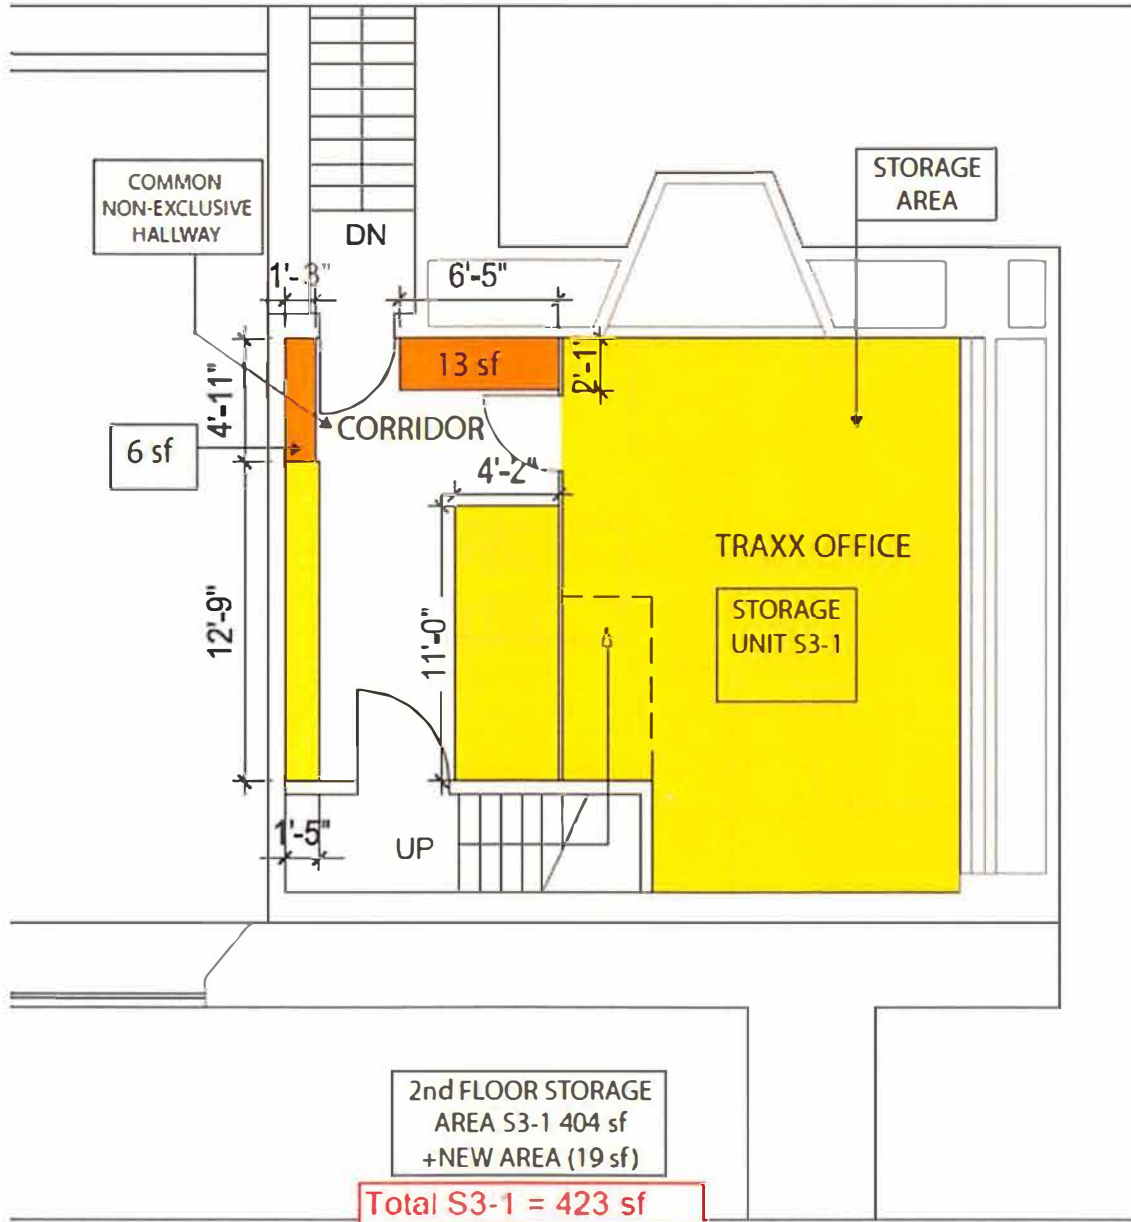 COMMON
NON-EXCLUSIVE
HALLWAY
STORAGE
AREA
DN
1'-3"
6'-5"
13 sf
2'-1"
4'-11"
CORRIDOR
6 sf
4'-2"
TRAXX OFFICE
STORAGE
UNIT S3-1
12'-9"
11'-0"
1'-5"
UP
2nd FLOOR STORAGE
AREA S3-1 404 sf
+NEW AREA (19 sf)
Total S3-1 = 423 sf